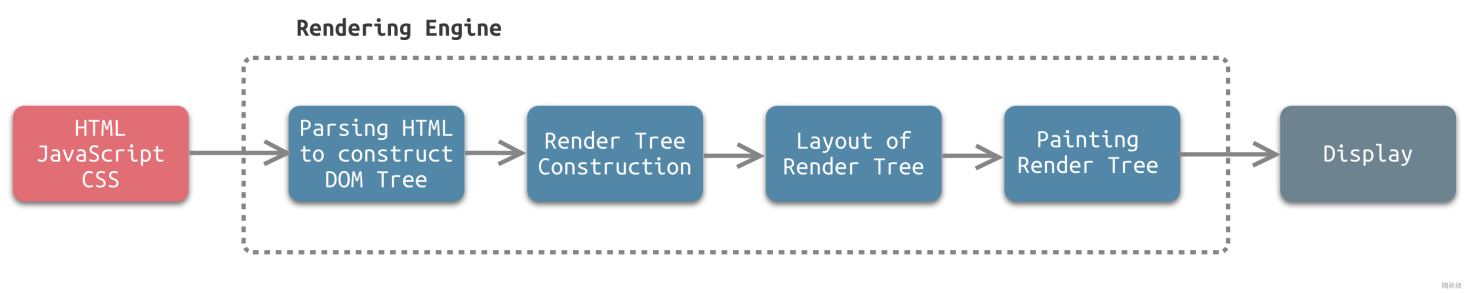 Rendering Engine
HTML
JavaScript
CSS
Parsing HTML
to construct
DOM Tree
Render Tree
Construction
Layout of
Render Tree
Painting
Render Tree
Display